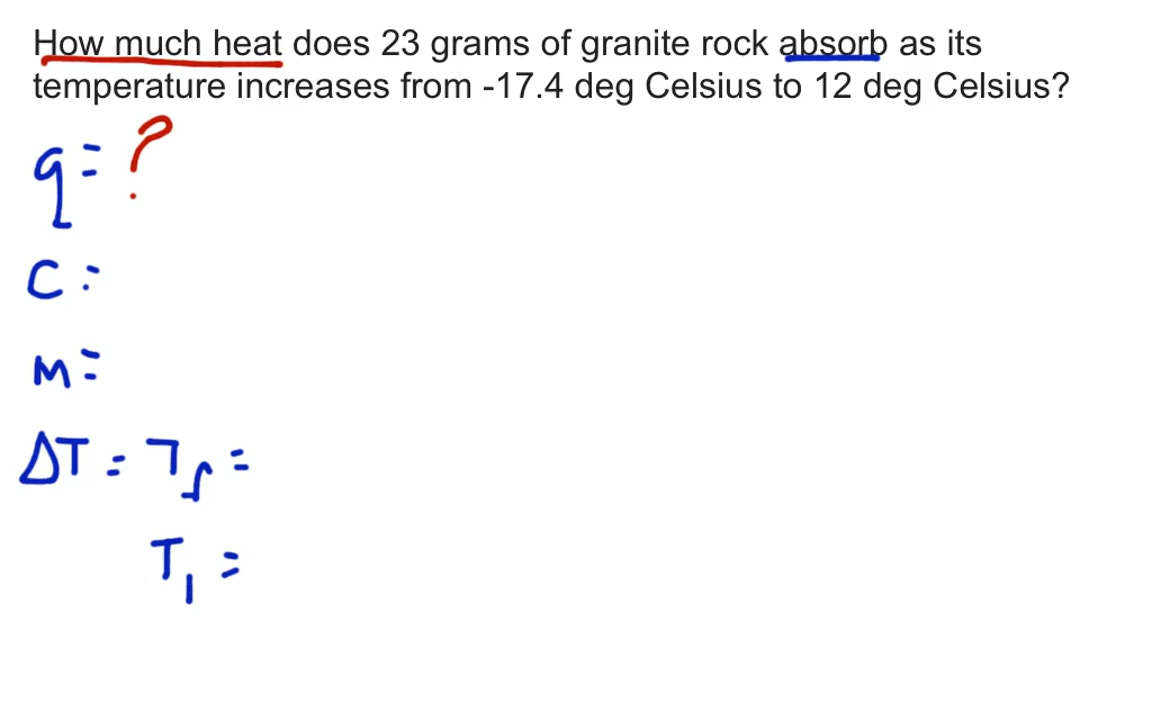 How much heat does 23 grams of granite rock absorb as its
temperature increases from -17.4 deg Celsius to 12 deg Celsius?
q = ?
C =
m =
ΔT = Tf =
T1 =